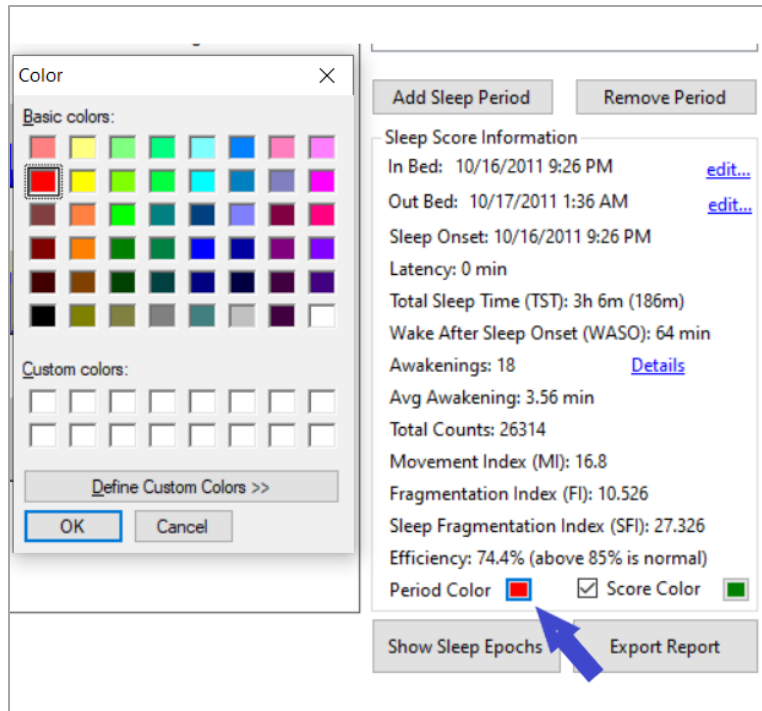 Color
Basic colors:
Custom colors:
Define Custom Colors >>
OK Cancel
Add Sleep Period Remove Period
Sleep Score Information
In Bed: 10/16/2011 9:26 PM edit...
Out Bed: 10/17/2011 1:36 AM edit...
Sleep Onset: 10/16/2011 9:26 PM
Latency: 0 min
Total Sleep Time (TST): 3h 6m (186m)
Wake After Sleep Onset (WASO): 64 min
Awakenings: 18 Details
Avg Awakening: 3.56 min
Total Counts: 26314
Movement Index (MI): 16.8
Fragmentation Index (FI): 10.526
Sleep Fragmentation Index (SFI): 27.326
Efficiency: 74.4% (above 85% is normal)
Period Color Score Color
Show Sleep Epochs Export Report